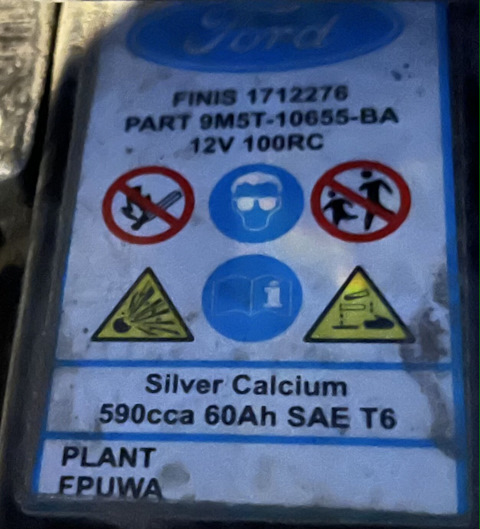 Ford
FINIS 1712276
PART 9M5T-10655-BA
12V 100RC
i
Silver Calcium
590cca 60Ah SAE T6
PLANT
FPUWA